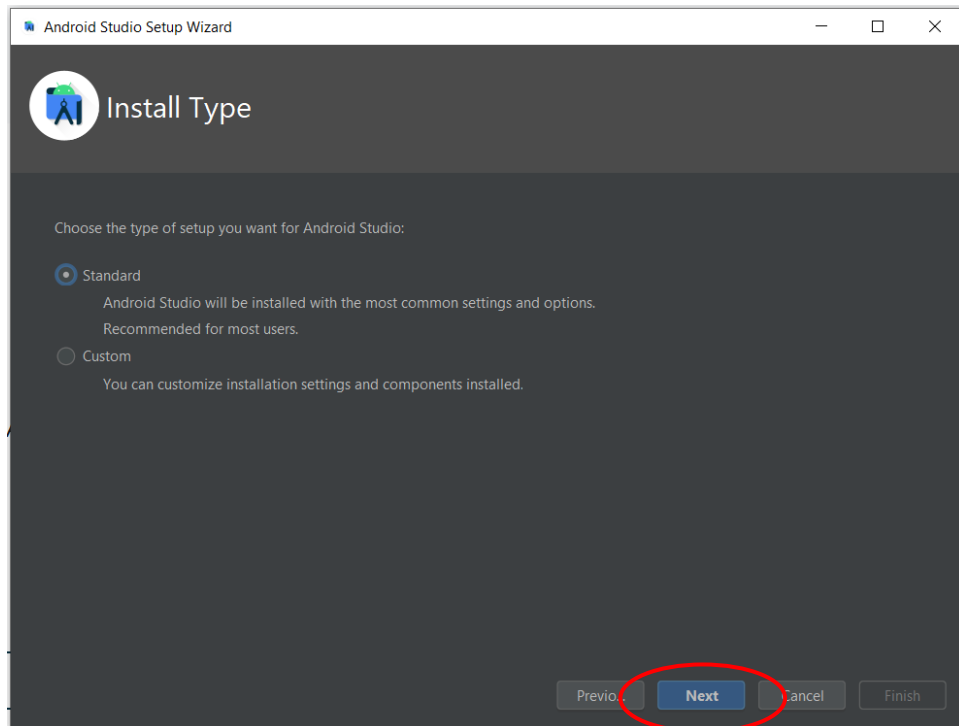 Android Studio Setup Wizard
Install Type
Choose the type of setup you want for Android Studio:
Standard
Android Studio will be installed with the most common settings and options.
Recommended for most users.
Custom
You can customize installation settings and components installed.
Previo.. Next Cancel Finish